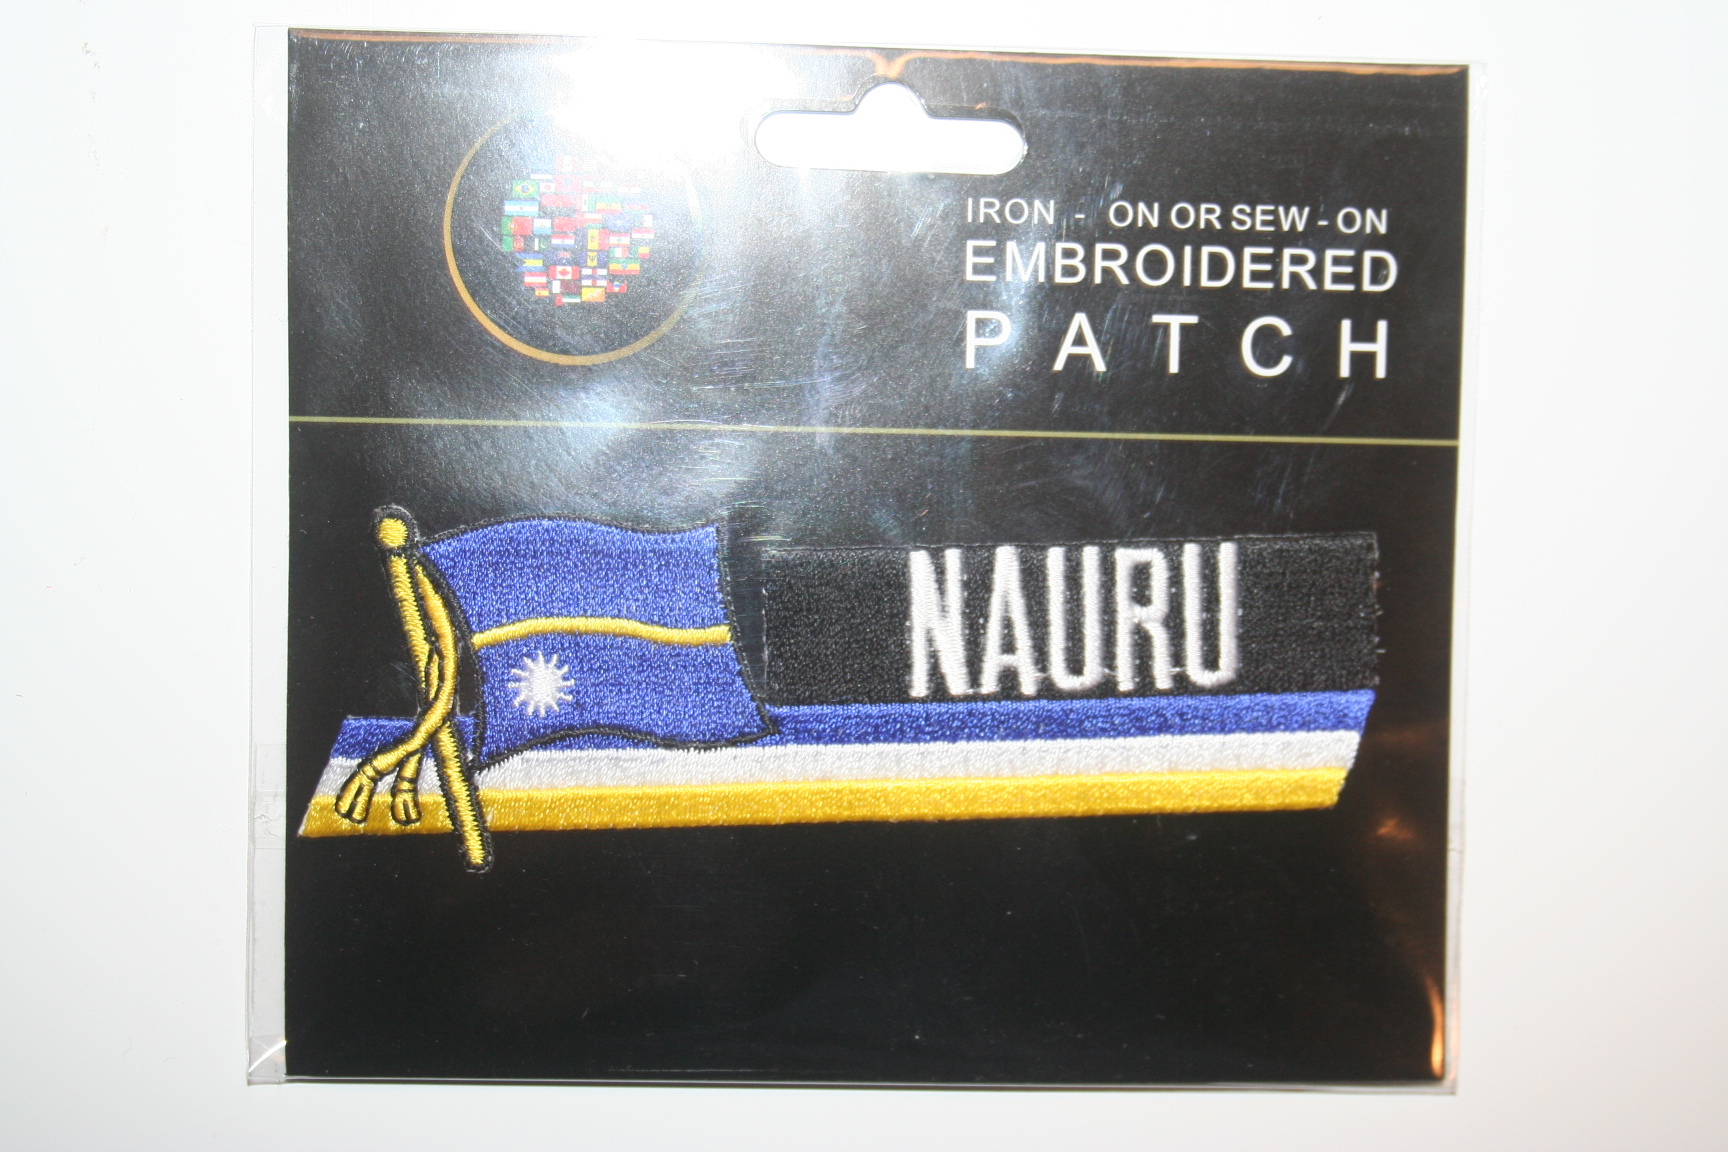 IRON - ON OR SEW - ON
EMBROIDERED
PATCH
NAURU